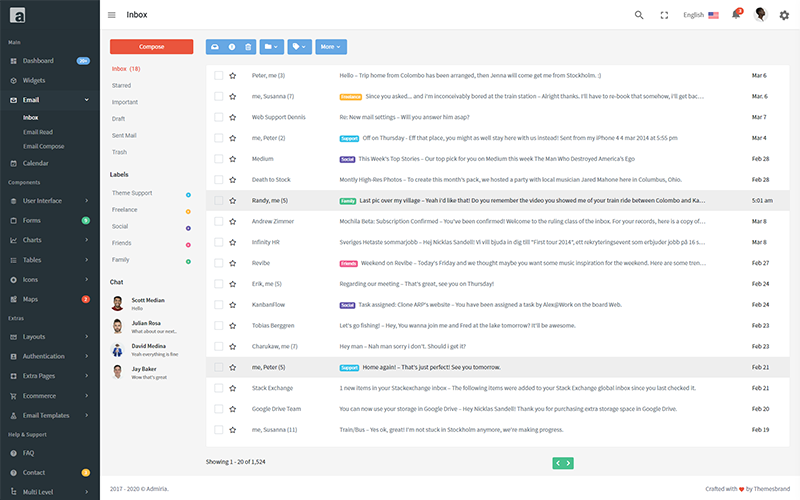 a
Inbox
English
3
Main
Dashboard 20+
Widgets
Email
Inbox
Email Read
Email Compose
Calendar
Components
User Interface
Forms
Charts
Tables
Icons
Maps
Extras
Layouts
Authentication
Extra Pages
Ecommerce
Email Templates
Help & Support
FAQ
Contact
Multi Level
Compose
Inbox (18)
Starred
Important
Draft
Sent Mail
Trash
Labels
Theme Support
Freelance
Social
Friends
Family
Chat
Scott Median
Hello
Julian Rosa
What about our next..
David Medina
Yeah everything is fine
Jay Baker
Wow that's great
More
Peter, me (3) Hello – Trip home from Colombo has been arranged, then Jenna will come get me from Stockholm. :) Mar 6
me, Susanna (7) Freelance Since you asked... and i'm inconceivably bored at the train station – Alright thanks. I'll have to re-book that somehow, i'll get bac… Mar. 6
Web Support Dennis Re: New mail settings – Will you answer him asap? Mar 7
me, Peter (2) Support Off on Thursday - Eff that place, you might as well stay here with us instead! Sent from my iPhone 4 4 mar 2014 at 5:55 pm Mar 4
Medium Social This Week's Top Stories – Our top pick for you on Medium this week The Man Who Destroyed America's Ego Feb 28
Death to Stock Montly High-Res Photos – To create this month's pack, we hosted a party with local musician Jared Mahone here in Columbus, Ohio. Feb 28
Randy, me (5) Family Last pic over my village – Yeah i'd like that! Do you remember the video you showed me of your train ride between Colombo and Ka… 5:01 am
Andrew Zimmer Mochila Beta: Subscription Confirmed – You've been confirmed! Welcome to the ruling class of the inbox. For your records, here is a copy of… Mar 8
Infinity HR Sveriges Hetaste sommarjobb – Hej Nicklas Sandell! Vi vill bjuda in dig till "First tour 2014", ett rekryteringsevent som erbjuder jobb på 16 s… Mar 8
Revibe Friends Weekend on Revibe – Today's Friday and we thought maybe you want some music inspiration for the weekend. Here are some tren… Feb 27
Erik, me (5) Regarding our meeting – That's great, see you on Thursday! Feb 24
KanbanFlow Social Task assigned: Clone ARP's website – You have been assigned a task by Alex@Work on the board Web. Feb 24
Tobias Berggren Let's go fishing! – Hey, You wanna join me and Fred at the lake tomorrow? It'll be awesome. Feb 23
Charukaw, me (7) Hey man – Nah man sorry i don't. Should i get it? Feb 23
me, Peter (5) Support Home again! – That's just perfect! See you tomorrow. Feb 21
Stack Exchange 1 new items in your Stackexchange inbox – The following items were added to your Stack Exchange global inbox since you last checked it. Feb 21
Google Drive Team You can now use your storage in Google Drive – Hey Nicklas Sandell! Thank you for purchasing extra storage space in Google Drive. Feb 20
me, Susanna (11) Train/Bus – Yes ok, great! I'm not stuck in Stockholm anymore, we're making progress. Feb 19
Showing 1 - 20 of 1,524
2017 - 2020 © Admiria.
Crafted with ♥ by Themesbrand